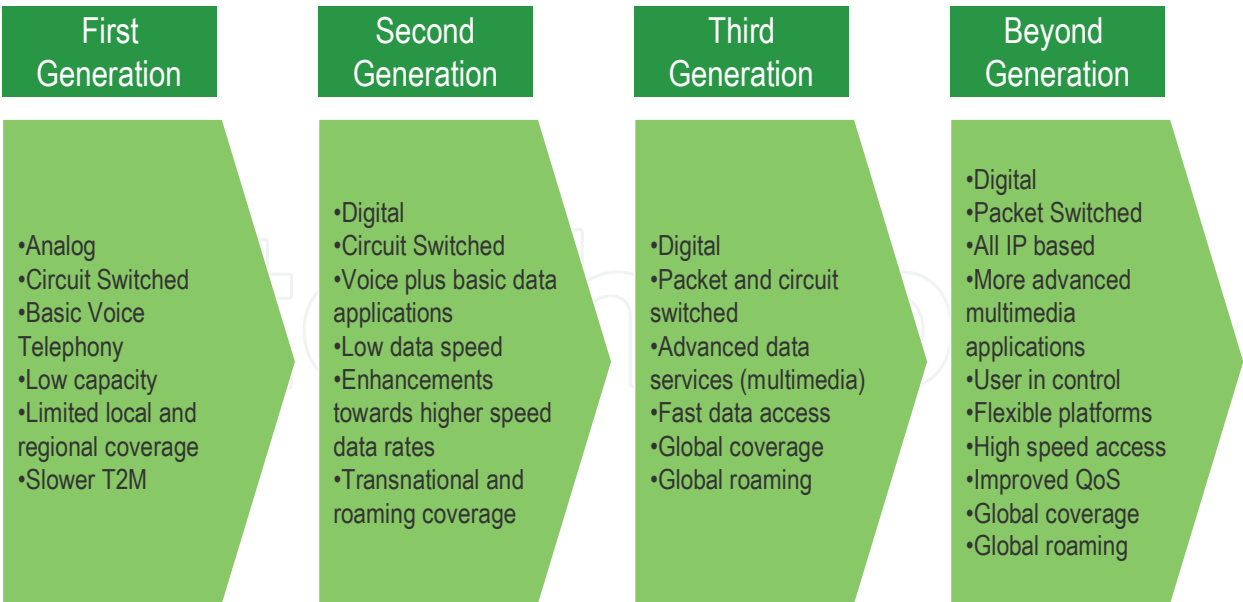 First
Generation
Second
Generation
Third
Generation
Beyond
Generation
•Analog
•Circuit Switched
•Basic Voice
Telephony
•Low capacity
•Limited local and
regional coverage
•Slower T2M
•Digital
•Circuit Switched
•Voice plus basic data
applications
•Low data speed
•Enhancements
towards higher speed
data rates
•Transnational and
roaming coverage
•Digital
•Packet and circuit
switched
•Advanced data
services (multimedia)
•Fast data access
•Global coverage
•Global roaming
•Digital
•Packet Switched
•All IP based
•More advanced
multimedia
applications
•User in control
•Flexible platforms
•High speed access
•Improved QoS
•Global coverage
•Global roaming